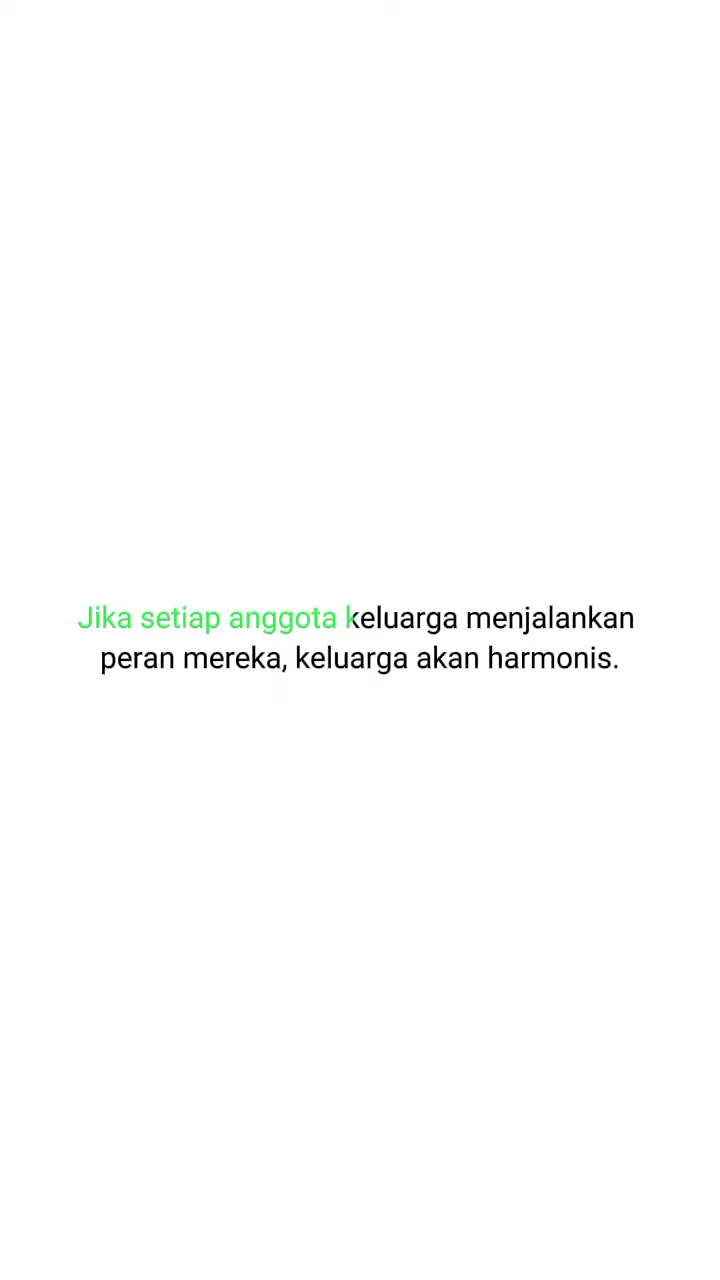 Jika setiap anggota keluarga menjalankan
peran mereka, keluarga akan harmonis.